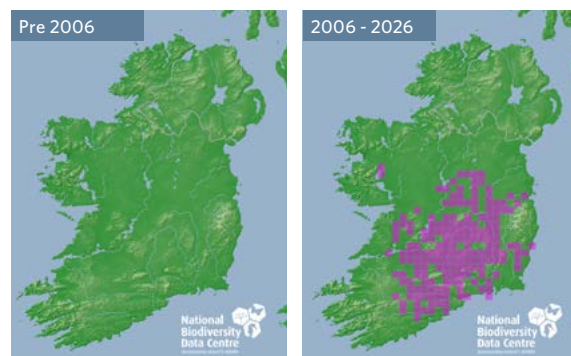 Pre 2006
National
Biodiversity
Data Centre
2006 - 2026
National
Biodiversity
Data Centre